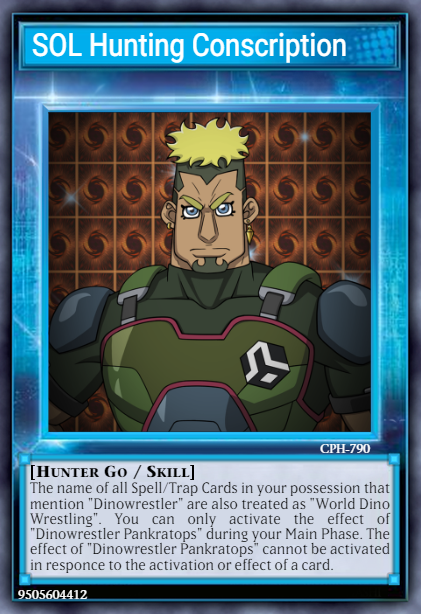 SOL Hunting Conscription
CPH-790
[HUNTER GO / SKILL]
The name of all Spell/Trap Cards in your possession that
mention "Dinowrestler" are also treated as "World Dino
Wrestling". You can only activate the effect of
"Dinowrestler Pankratops" during your Main Phase. The
effect of "Dinowrestler Pankratops" cannot be activated
in responce to the activation or effect of a card.
9505604412